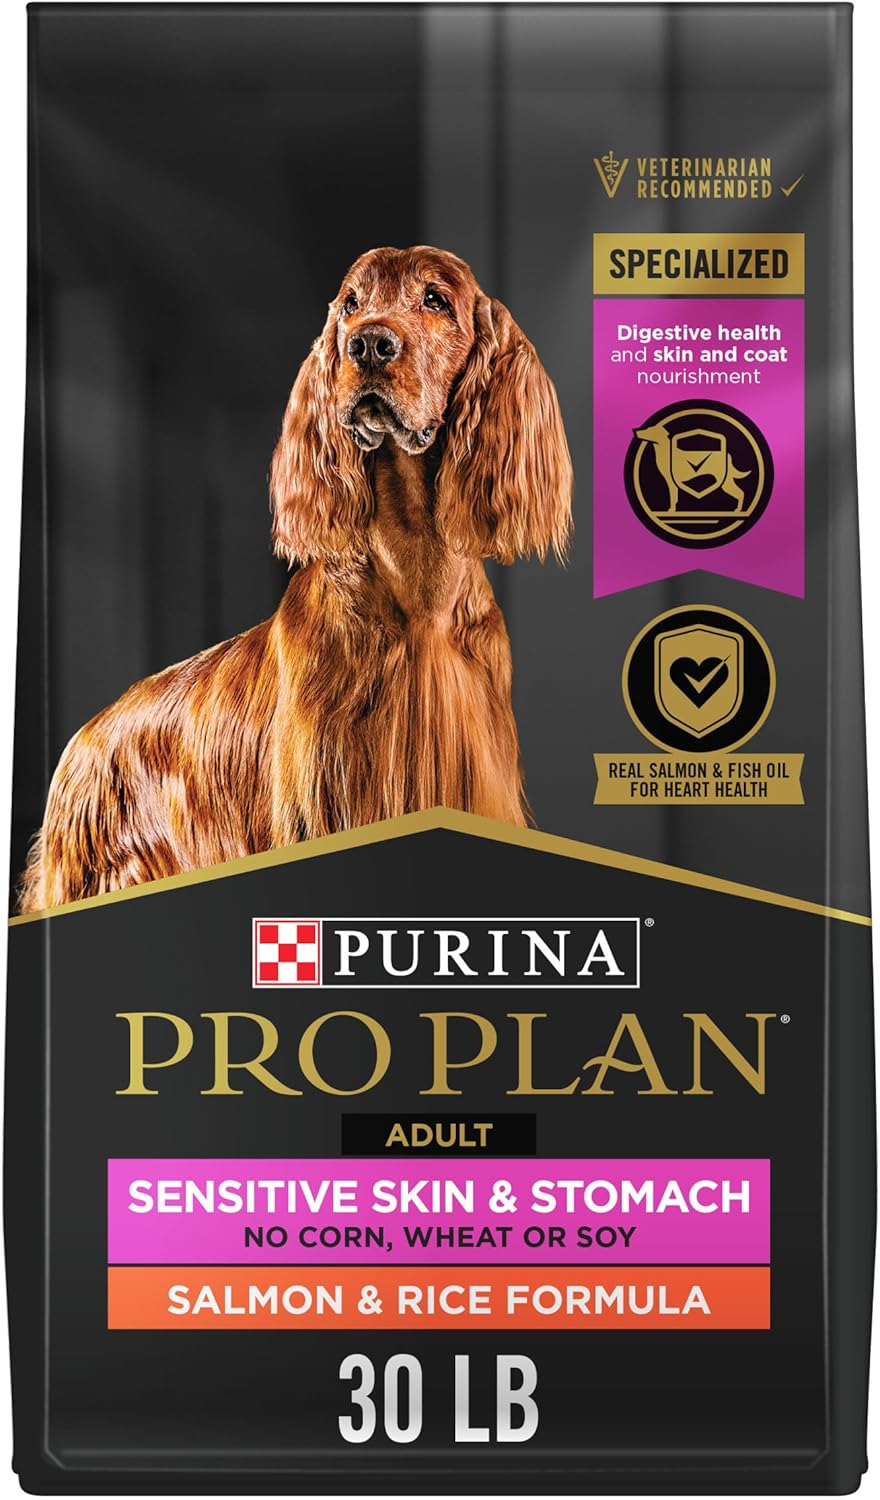 VETERINARIAN
RECOMMENDED
SPECIALIZED
Digestive health
and skin and coat
nourishment
REAL SALMON & FISH OIL
FOR HEART HEALTH
PURINA®
PRO PLAN®
ADULT
SENSITIVE SKIN & STOMACH
NO CORN, WHEAT OR SOY
SALMON & RICE FORMULA
30 LB